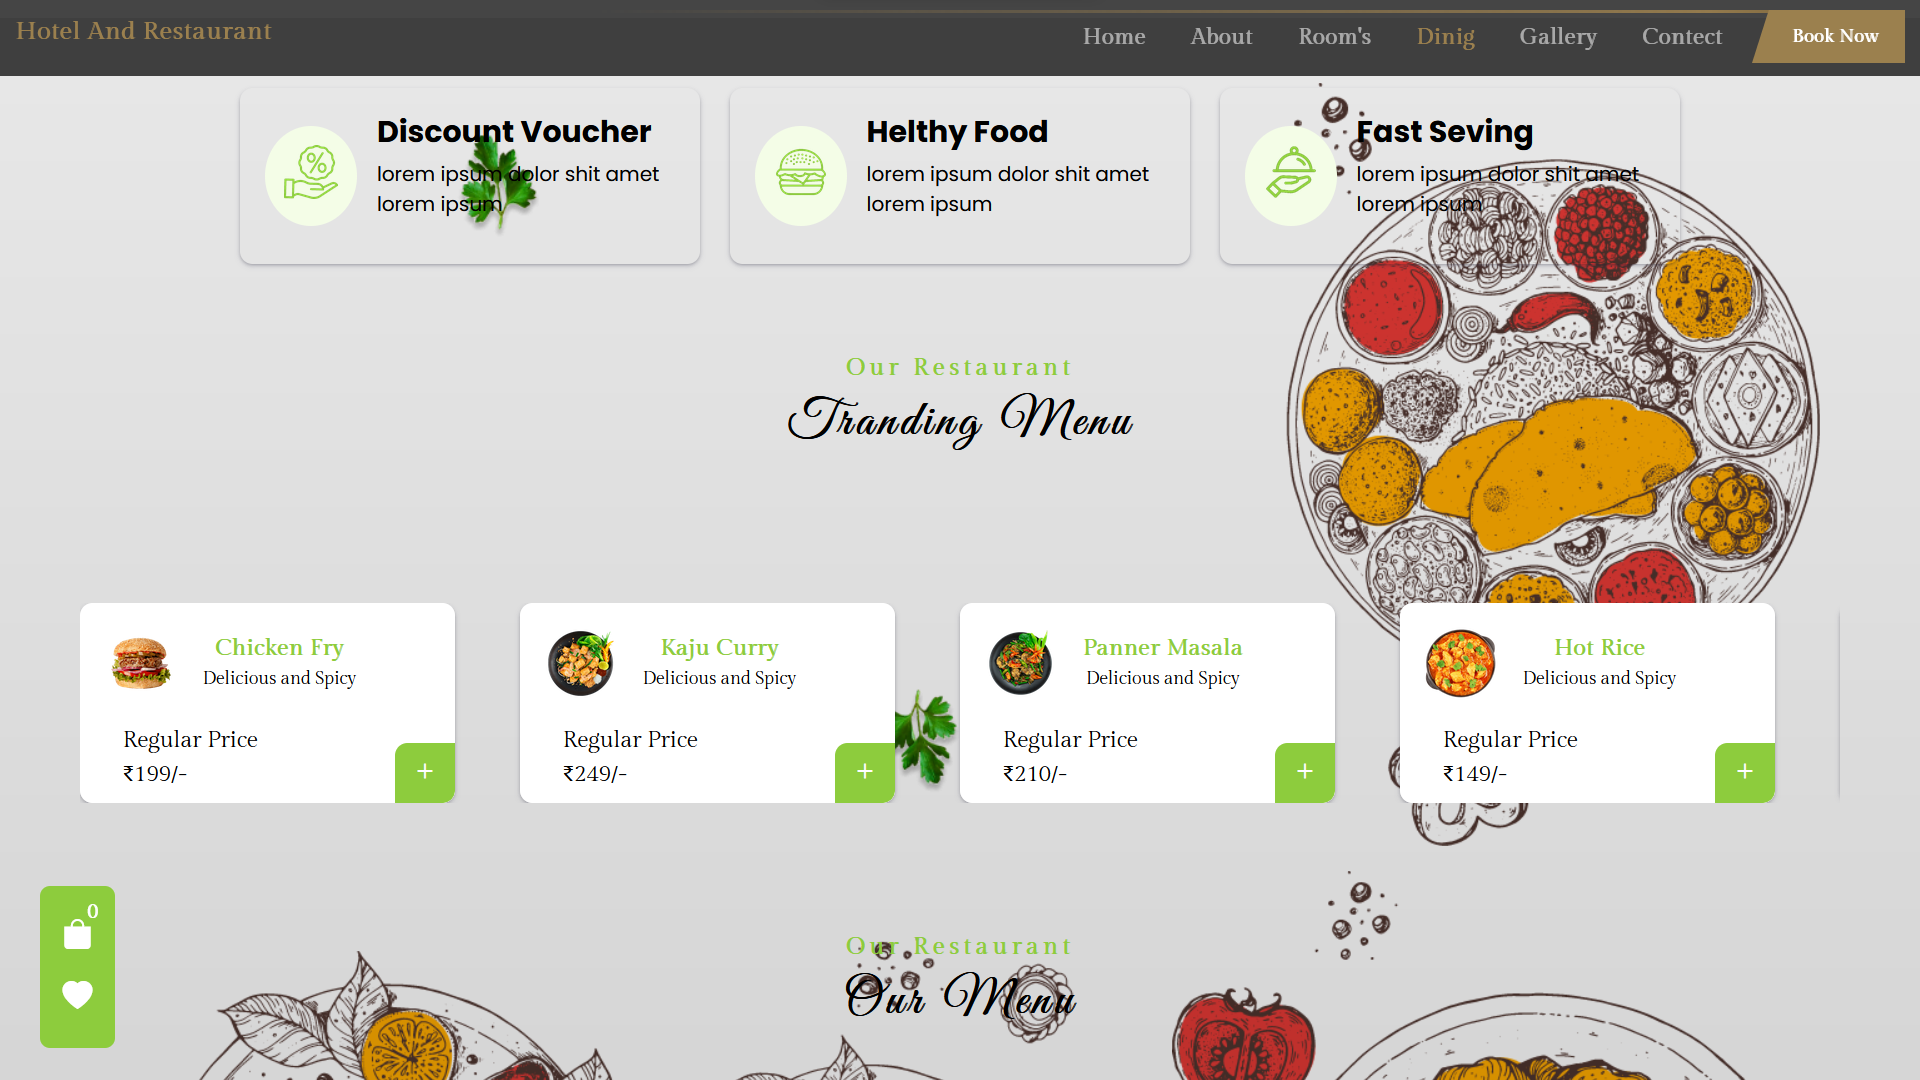 Hotel And Restaurant
Home
About
Room's
Dinig
Gallery
Contect
Book Now
Discount Voucher
lorem ipsum dolor shit amet
lorem ipsum
Helthy Food
lorem ipsum dolor shit amet
lorem ipsum
Fast Seving
lorem ipsum dolor shit amet
lorem ipsum
Our Restaurant
Tranding Menu
Chicken Fry
Delicious and Spicy
Regular Price
₹199/-
+
Kaju Curry
Delicious and Spicy
Regular Price
₹249/-
+
Panner Masala
Delicious and Spicy
Regular Price
₹210/-
+
Hot Rice
Delicious and Spicy
Regular Price
₹149/-
+
0
Our Restaurant
Our Menu